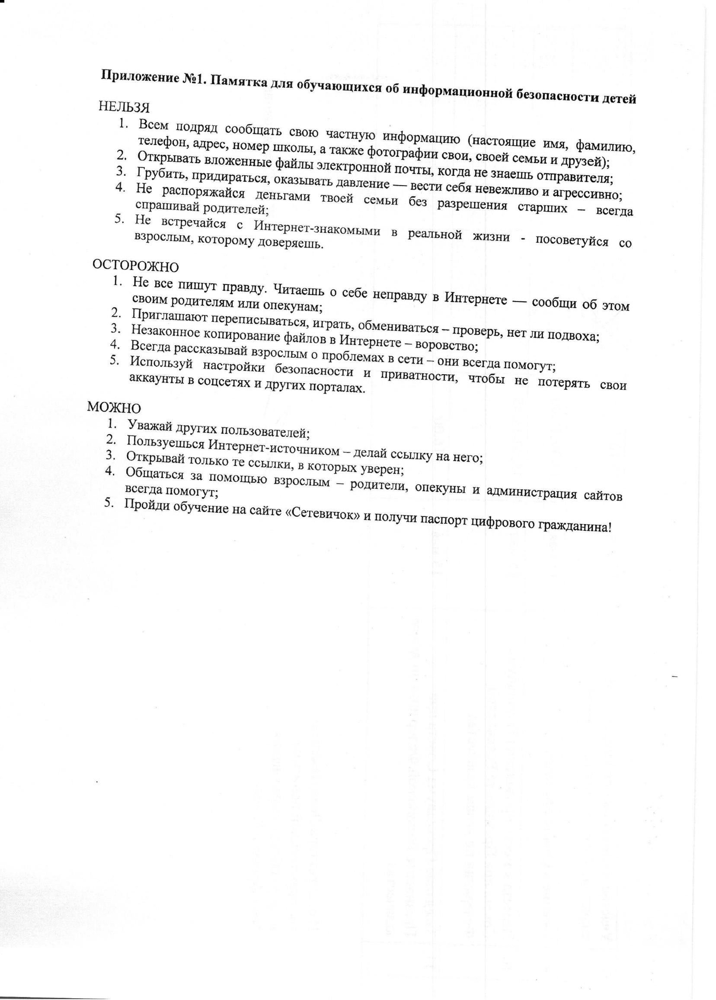 Приложение №1. Памятка для обучающихся об информационной безопасности детей
НЕЛЬЗЯ
1. Всем подряд сообщать свою частную информацию (настоящие имя, фамилию,
телефон, адрес, номер школы, а также фотографии свои, своей семьи и друзей);
2. Открывать вложенные файлы электронной почты, когда не знаешь отправителя;
3. Грубить, придираться, оказывать давление — вести себя невежливо и агрессивно;
4. Не распоряжайся деньгами твоей семьи без разрешения старших – всегда
спрашивай родителей;
5. Не встречайся с Интернет-знакомыми в реальной жизни - посоветуйся со
взрослым, которому доверяешь.
ОСТОРОЖНО
1. Не все пишут правду. Читаешь о себе неправду в Интернете — сообщи об этом
своим родителям или опекунам;
2. Приглашают переписываться, играть, обмениваться – проверь, нет ли подвоха;
3. Незаконное копирование файлов в Интернете – воровство;
4. Всегда рассказывай взрослым о проблемах в сети – они всегда помогут;
5. Используй настройки безопасности и приватности, чтобы не потерять свои
аккаунты в соцсетях и других порталах.
МОЖНО
1. Уважай других пользователей;
2. Пользуешься Интернет-источником – делай ссылку на него;
3. Открывай только те ссылки, в которых уверен;
4. Общаться за помощью взрослым – родители, опекуны и администрация сайтов
всегда помогут;
5. Пройди обучение на сайте «Сетевичок» и получи паспорт цифрового гражданина!